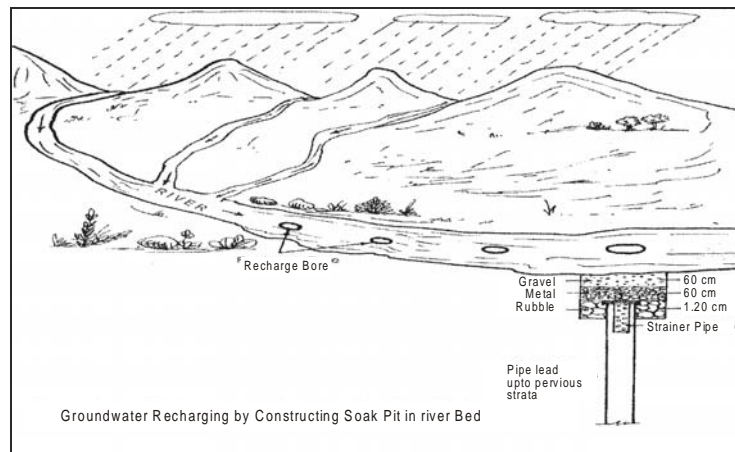 RIVER
Recharge Bore
Gravel
60 cm
Metal
60 cm
Rubble
1.20 cm
Strainer Pipe
Pipe lead
upto pervious
strata
Groundwater Recharging by Constructing Soak Pit in river Bed